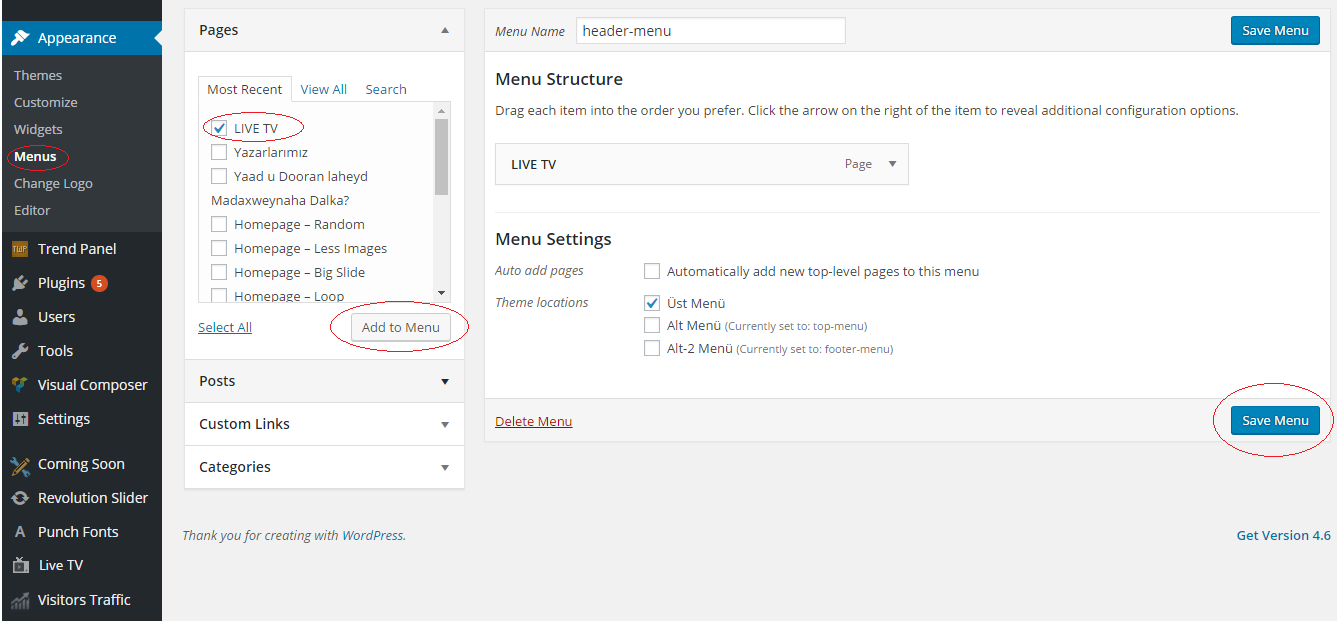 Appearance
Themes
Customize
Widgets
Menus
Change Logo
Editor
TWP Trend Panel
Plugins 5
Users
Tools
Visual Composer
Settings
Coming Soon
Revolution Slider
A Punch Fonts
Live TV
Visitors Traffic
Pages
Most Recent View All Search
LIVE TV
Yazarlarımız
Yaad u Dooran laheyd
Madaxweynaha Dalka?
Homepage – Random
Homepage – Less Images
Homepage – Big Slide
Homepage – Loop
Select All Add to Menu
Posts
Custom Links
Categories
Menu Name header-menu Save Menu
Menu Structure
Drag each item into the order you prefer. Click the arrow on the right of the item to reveal additional configuration options.
LIVE TV Page
Menu Settings
Auto add pages Automatically add new top-level pages to this menu
Theme locations Üst Menü
Alt Menü (Currently set to: top-menu)
Alt-2 Menü (Currently set to: footer-menu)
Delete Menu Save Menu
Thank you for creating with WordPress. Get Version 4.6